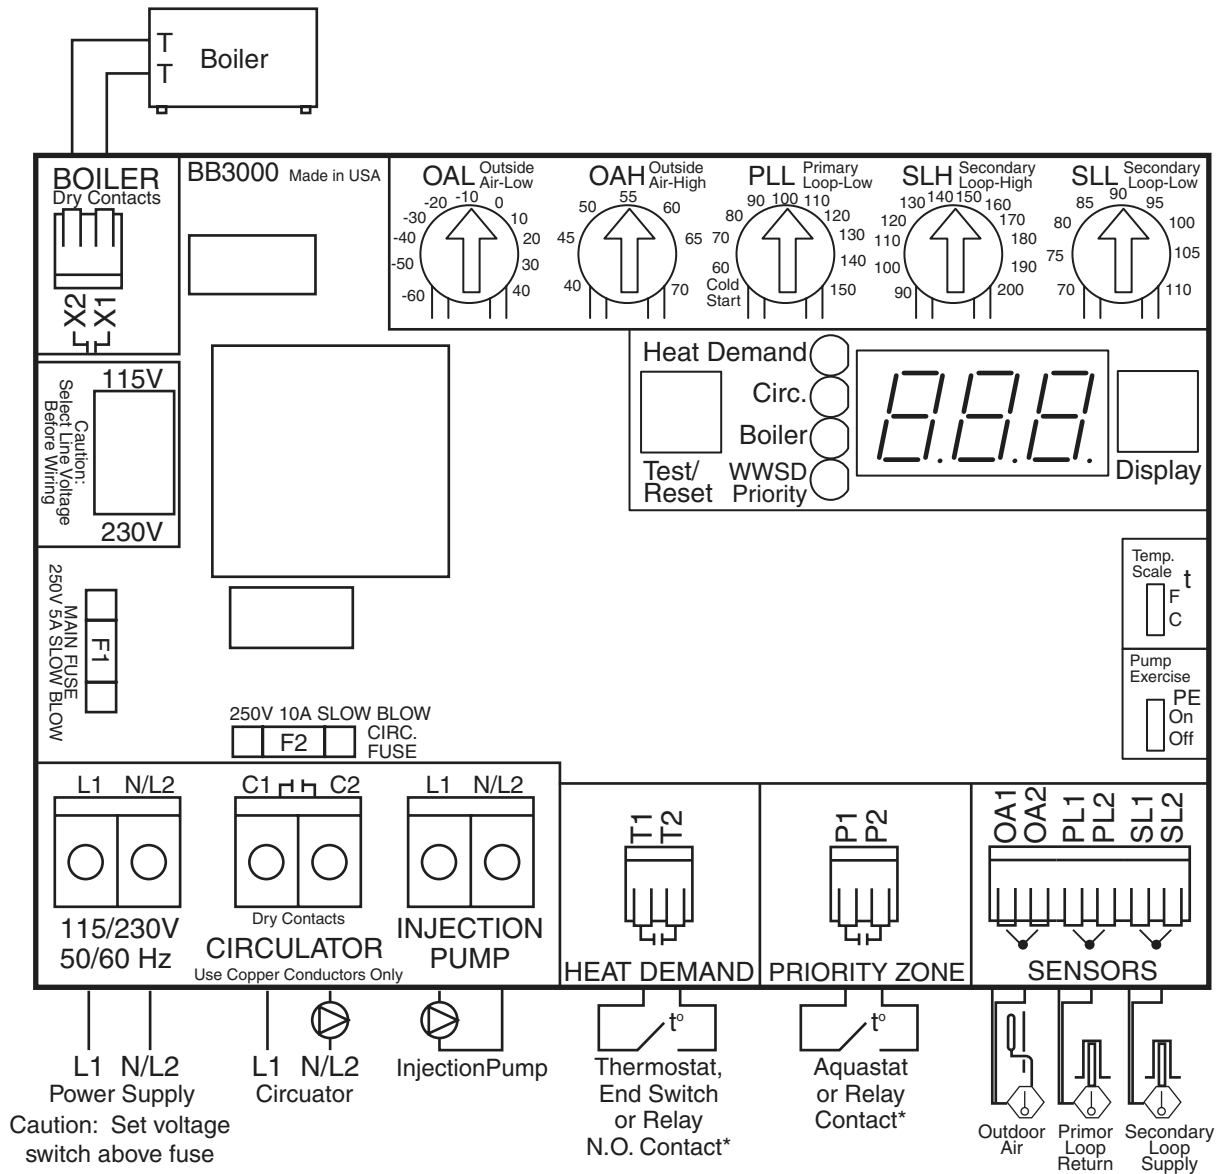 T
T
Boiler
BOILER
Dry Contacts
X2
X1
BB3000 Made in USA
OAL Outside Air-Low
-60
-50
-40
-30
-20
-10
0
10
20
30
40
OAH Outside Air-High
40
45
50
55
60
65
70
PLL Primary Loop-Low
Cold Start
60
70
80
90
100
110
120
130
140
150
SLH Secondary Loop-High
90
100
110
120
130
140
150
160
170
180
190
200
SLL Secondary Loop-Low
70
75
85
90
95
100
105
110
115V
Caution:
Select Line Voltage
Before Wiring
230V
Heat Demand
Circ.
Boiler
WWSD
Priority
Test/
Reset
8.8.8.
Display
Temp.
Scale
t
F
C
Pump
Exercise
PE
On
Off
MAIN FUSE
250V 5A SLOW BLOW
F1
250V 10A SLOW BLOW
F2
CIRC.
FUSE
L1 N/L2
115/230V
50/60 Hz
C1 C2
Dry Contacts
CIRCULATOR
Use Copper Conductors Only
L1 N/L2
INJECTION
PUMP
T1
T2
HEAT DEMAND
P1
P2
PRIORITY ZONE
OA1
OA2
PL1
PL2
SL1
SL2
SENSORS
L1 N/L2
Power Supply
Caution: Set voltage
switch above fuse
L1 N/L2
Circuator
InjectionPump
to
Thermostat,
End Switch
or Relay
N.O. Contact*
to
Aquastat
or Relay
Contact*
Outdoor
Air
Primor
Loop
Return
Secondary
Loop
Supply